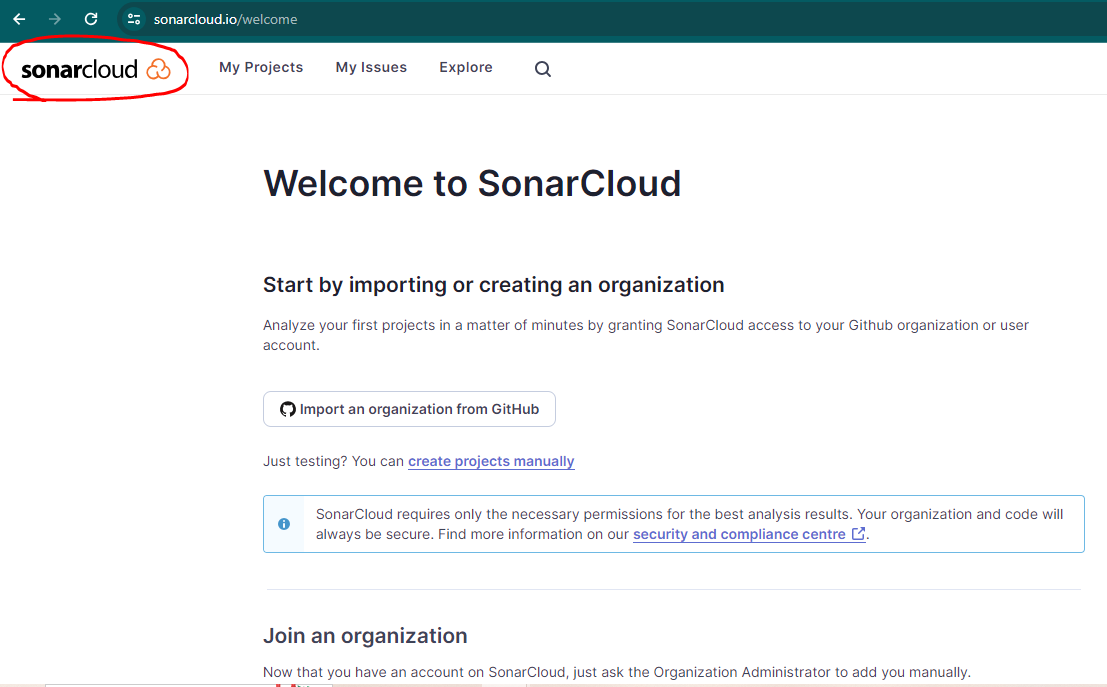 sonarcloud.io/welcome
sonarcloud My Projects My Issues Explore
Welcome to SonarCloud
Start by importing or creating an organization
Analyze your first projects in a matter of minutes by granting SonarCloud access to your Github organization or user
account.
Import an organization from GitHub
Just testing? You can create projects manually
SonarCloud requires only the necessary permissions for the best analysis results. Your organization and code will
always be secure. Find more information on our security and compliance centre.
Join an organization
Now that you have an account on SonarCloud, just ask the Organization Administrator to add you manually.